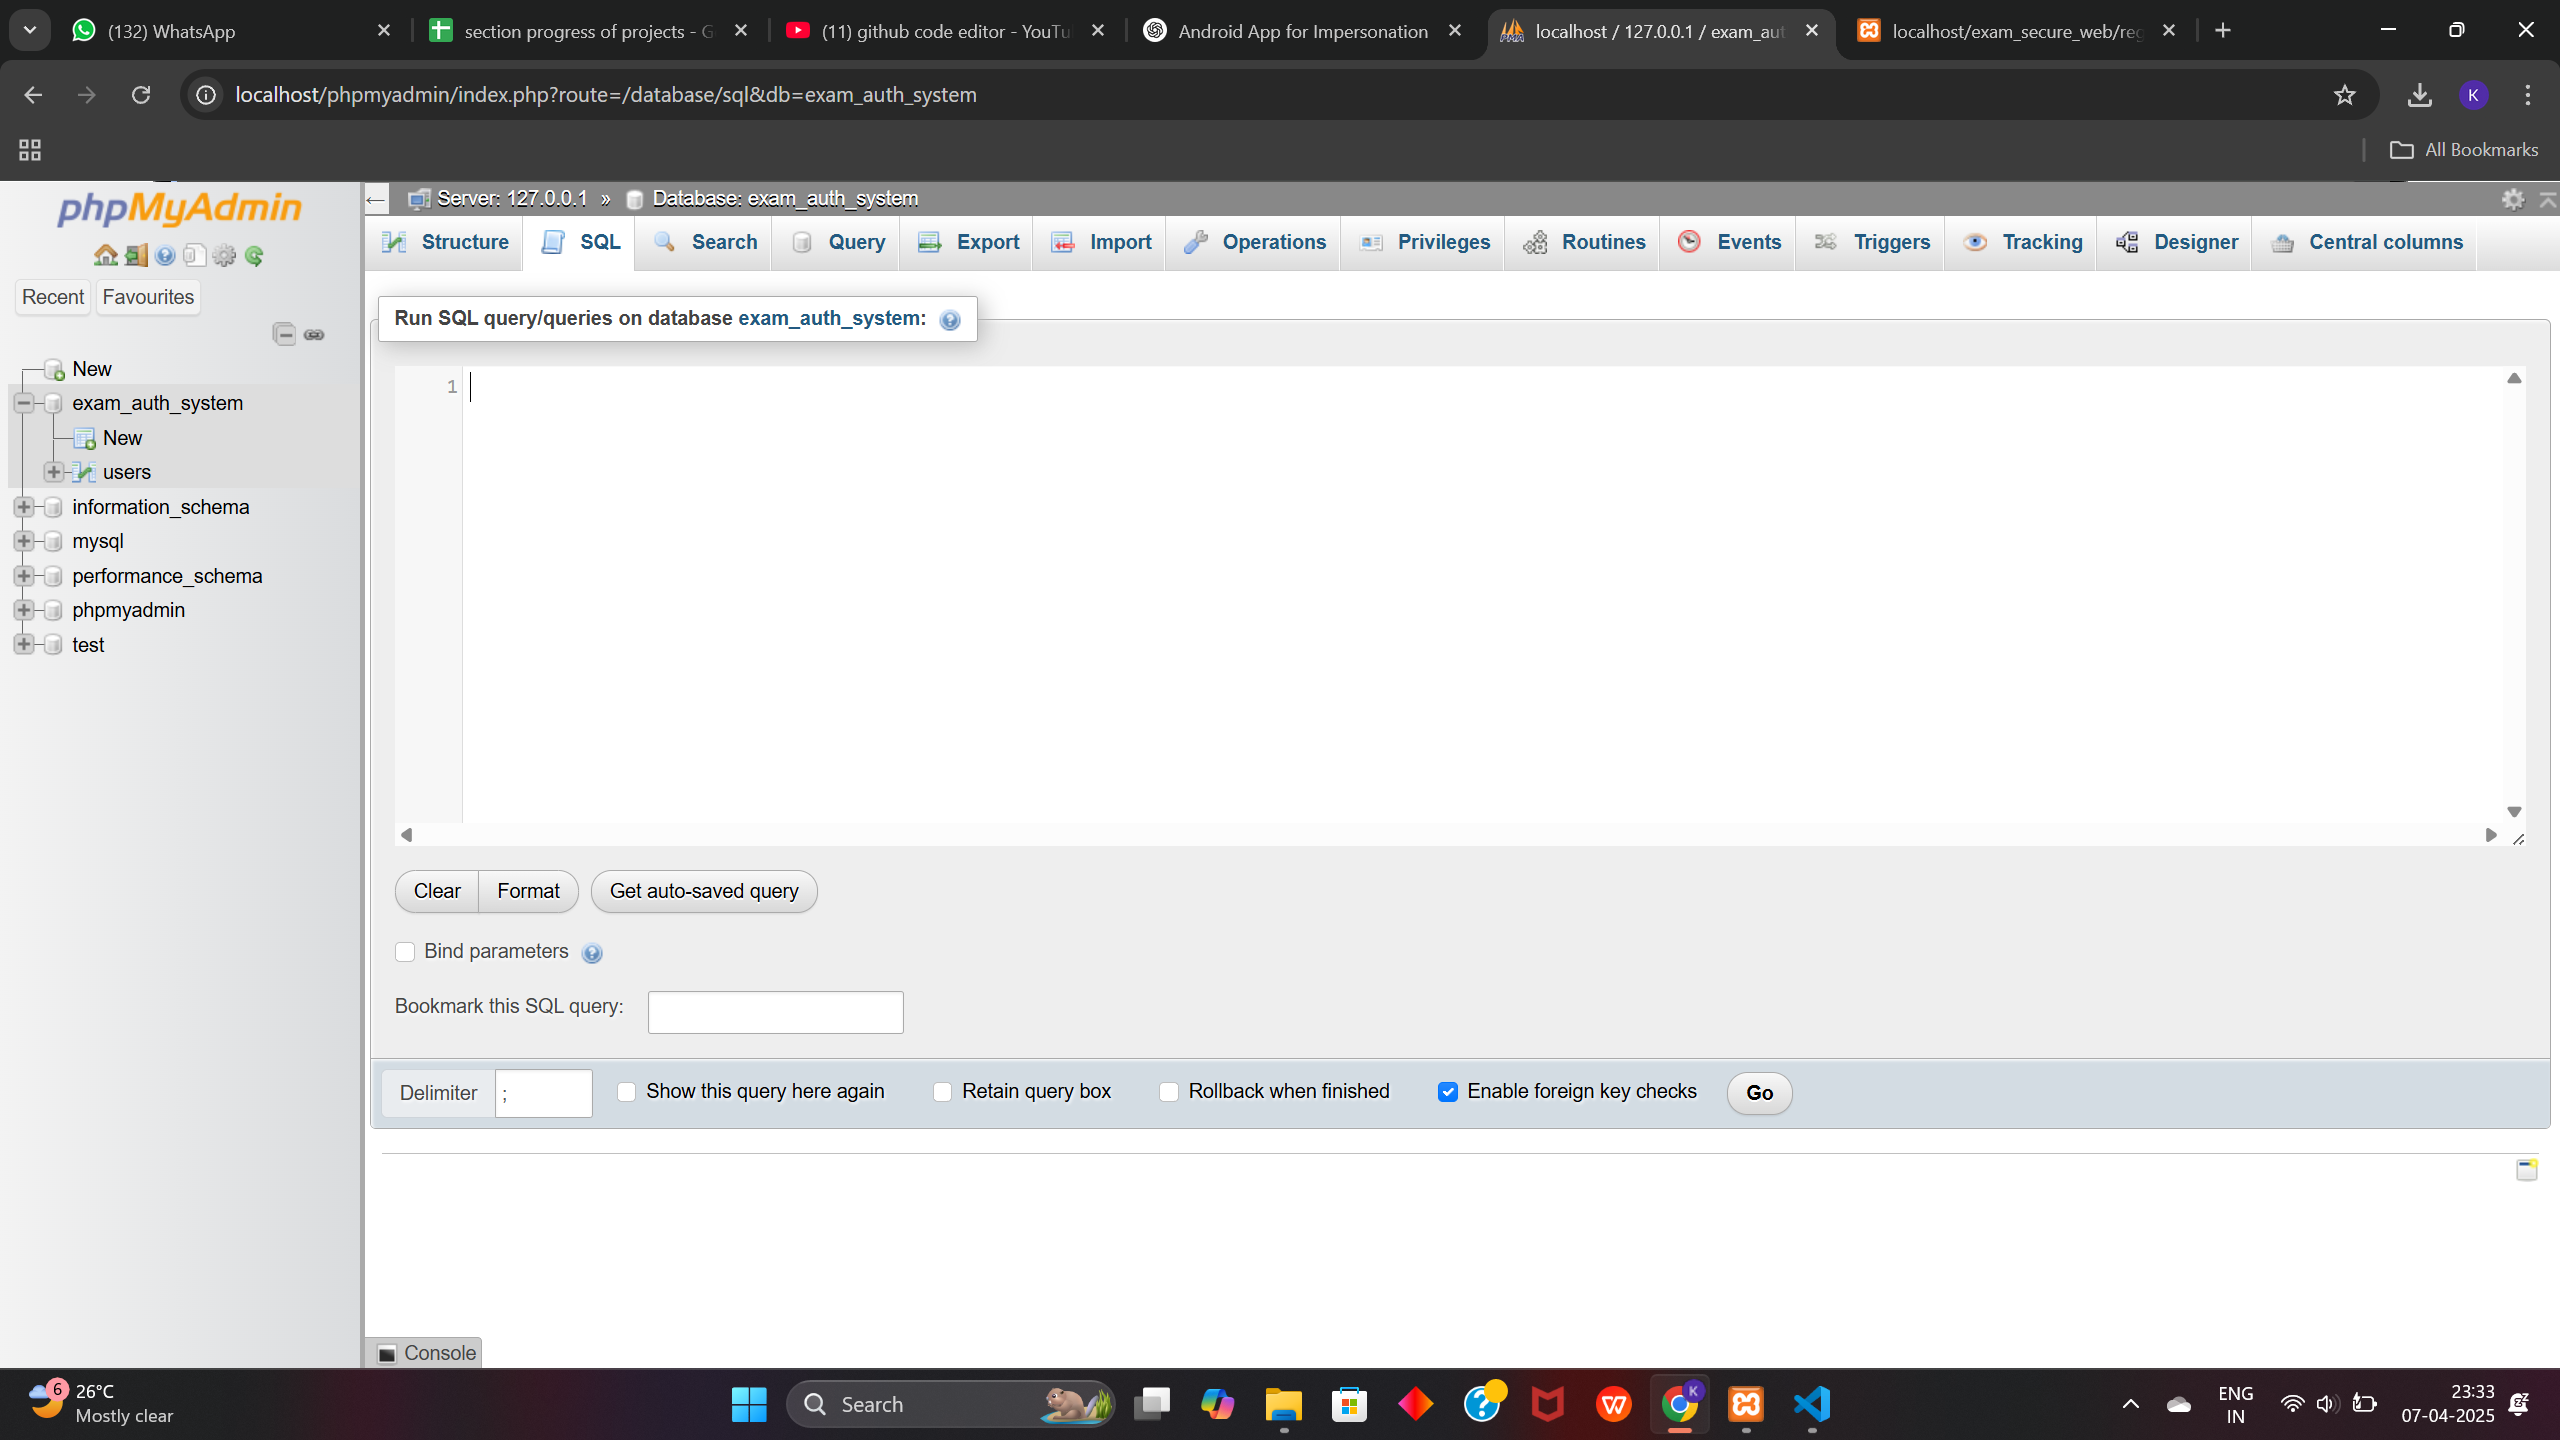 (132) WhatsApp
section progress of projects - G
(11) github code editor - YouTu
Android App for Impersonation
localhost / 127.0.0.1 / exam_aut
localhost/exam_secure_web/reg
localhost/phpmyadmin/index.php?route=/database/sql&db=exam_auth_system
K
All Bookmarks
phpMyAdmin
Recent
Favourites
New
exam_auth_system
New
users
information_schema
mysql
performance_schema
phpmyadmin
test
Server: 127.0.0.1 » Database: exam_auth_system
Structure
SQL
Search
Query
Export
Import
Operations
Privileges
Routines
Events
Triggers
Tracking
Designer
Central columns
Run SQL query/queries on database exam_auth_system:
1
Clear
Format
Get auto-saved query
Bind parameters
Bookmark this SQL query:
Delimiter
;
Show this query here again
Retain query box
Rollback when finished
Enable foreign key checks
Go
Console
6
26°C
Mostly clear
Search
K
ENG
IN
23:33
07-04-2025